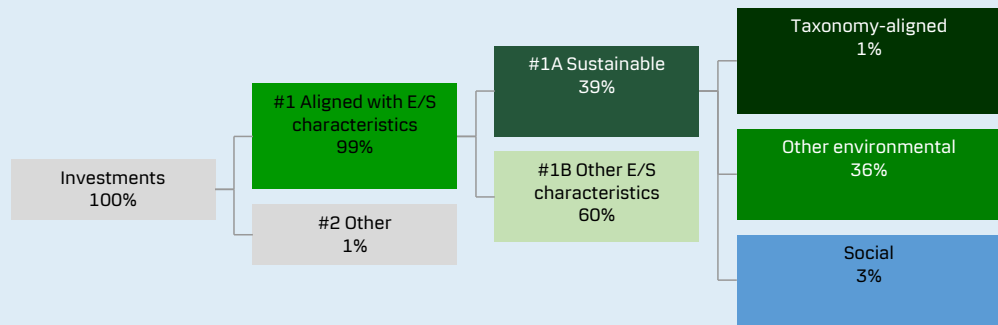 Investments
100%
#1 Aligned with E/S
characteristics
99%
#2 Other
1%
#1A Sustainable
39%
#1B Other E/S
characteristics
60%
Taxonomy-aligned
1%
Other environmental
36%
Social
3%